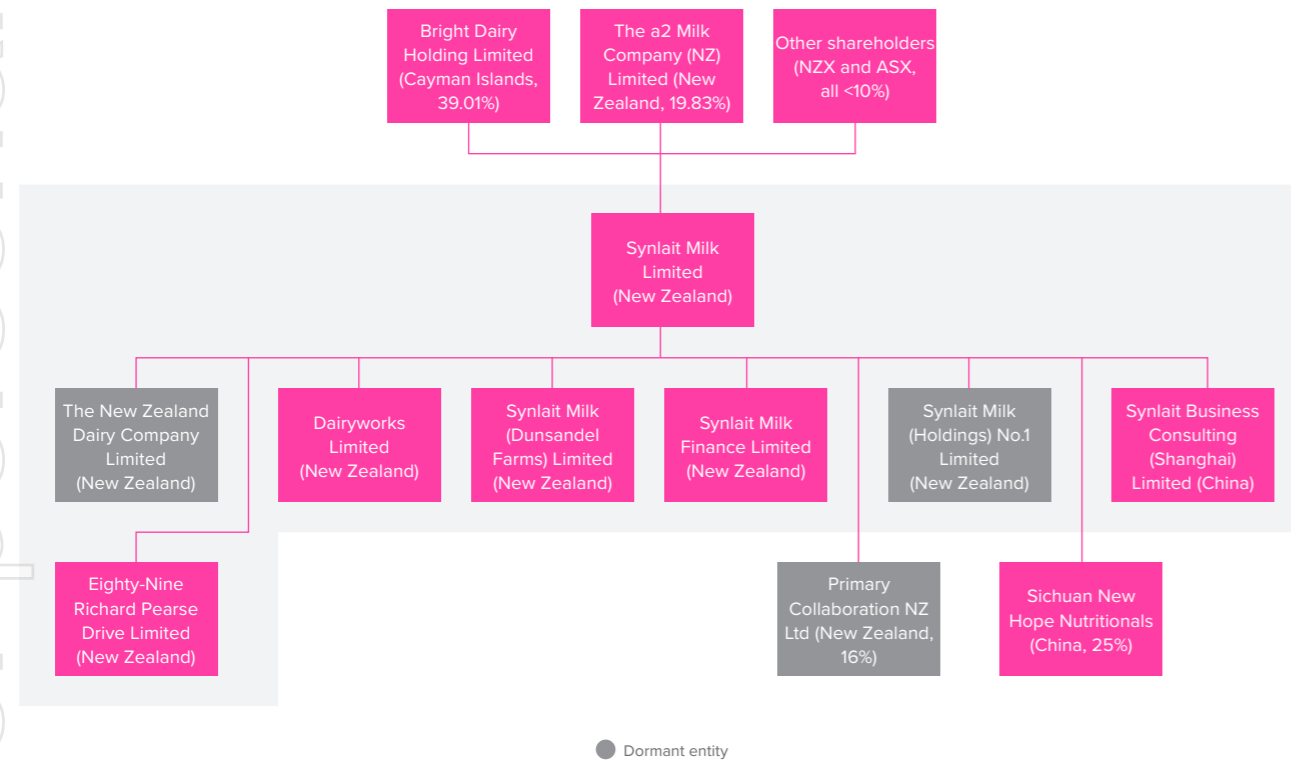 Bright Dairy
Holding Limited
(Cayman Islands,
39.01%)
The a2 Milk
Company (NZ)
Limited (New
Zealand, 19.83%)
Other shareholders
(NZX and ASX,
all <10%)
Synlait Milk
Limited
(New Zealand)
The New Zealand
Dairy Company
Limited
(New Zealand)
Dairyworks
Limited
(New Zealand)
Synlait Milk
(Dunsandel
Farms) Limited
(New Zealand)
Synlait Milk
Finance Limited
(New Zealand)
Synlait Milk
(Holdings) No.1
Limited
(New Zealand)
Synlait Business
Consulting
(Shanghai)
Limited (China)
Eighty-Nine
Richard Pearse
Drive Limited
(New Zealand)
Primary
Collaboration NZ
Ltd (New Zealand,
16%)
Sichuan New
Hope Nutritionals
(China, 25%)
Dormant entity